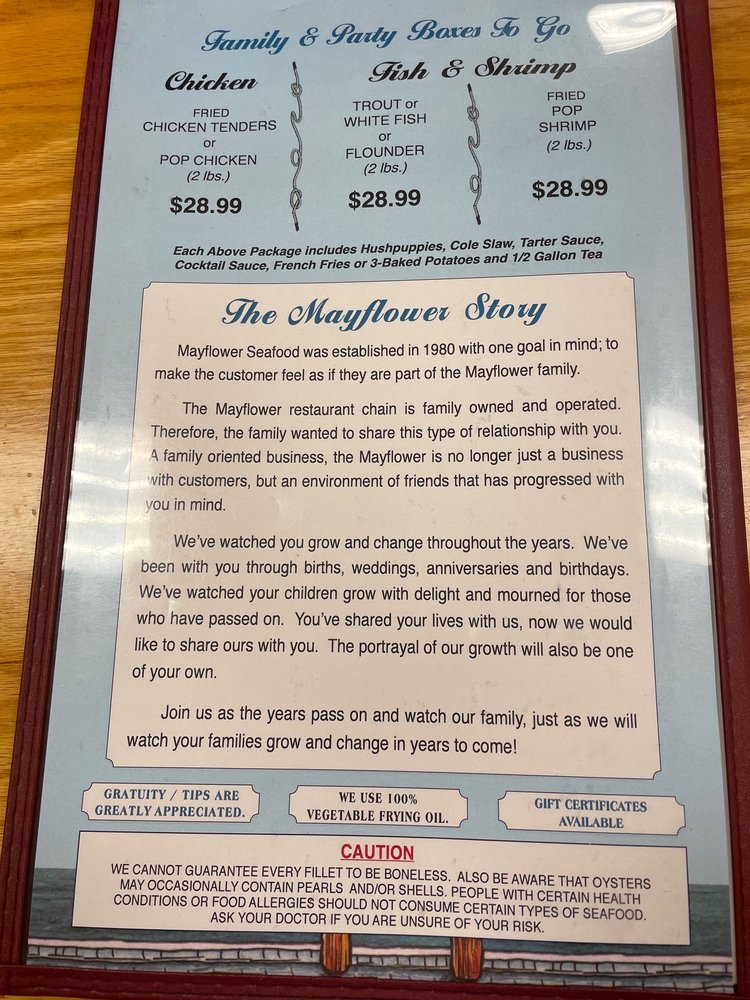 Family & Party Boxes To Go
Chicken
FRIED
CHICKEN TENDERS
or
POP CHICKEN
(2 lbs.)
$28.99
Fish & Shrimp
TROUT or
WHITE FISH
or
FLOUNDER
(2 lbs.)
$28.99
FRIED
POP
SHRIMP
(2 lbs.)
$28.99
Each Above Package includes Hushpuppies, Cole Slaw, Tarter Sauce,
Cocktail Sauce, French Fries or 3-Baked Potatoes and 1/2 Gallon Tea
The Mayflower Story
Mayflower Seafood was established in 1980 with one goal in mind; to
make the customer feel as if they are part of the Mayflower family.
The Mayflower restaurant chain is family owned and operated.
Therefore, the family wanted to share this type of relationship with you.
A family oriented business, the Mayflower is no longer just a business
with customers, but an environment of friends that has progressed with
you in mind.
We've watched you grow and change throughout the years. We've
been with you through births, weddings, anniversaries and birthdays.
We've watched your children grow with delight and mourned for those
who have passed on. You've shared your lives with us, now we would
like to share ours with you. The portrayal of our growth will also be one
of your own.
Join us as the years pass on and watch our family, just as we will
watch your families grow and change in years to come!
GRATUITY / TIPS ARE
GREATLY APPRECIATED.
WE USE 100%
VEGETABLE FRYING OIL.
GIFT CERTIFICATES
AVAILABLE
CAUTION
WE CANNOT GUARANTEE EVERY FILLET TO BE BONELESS. ALSO BE AWARE THAT OYSTERS
MAY OCCASIONALLY CONTAIN PEARLS AND/OR SHELLS. PEOPLE WITH CERTAIN HEALTH
CONDITIONS OR FOOD ALLERGIES SHOULD NOT CONSUME CERTAIN TYPES OF SEAFOOD.
ASK YOUR DOCTOR IF YOU ARE UNSURE OF YOUR RISK.